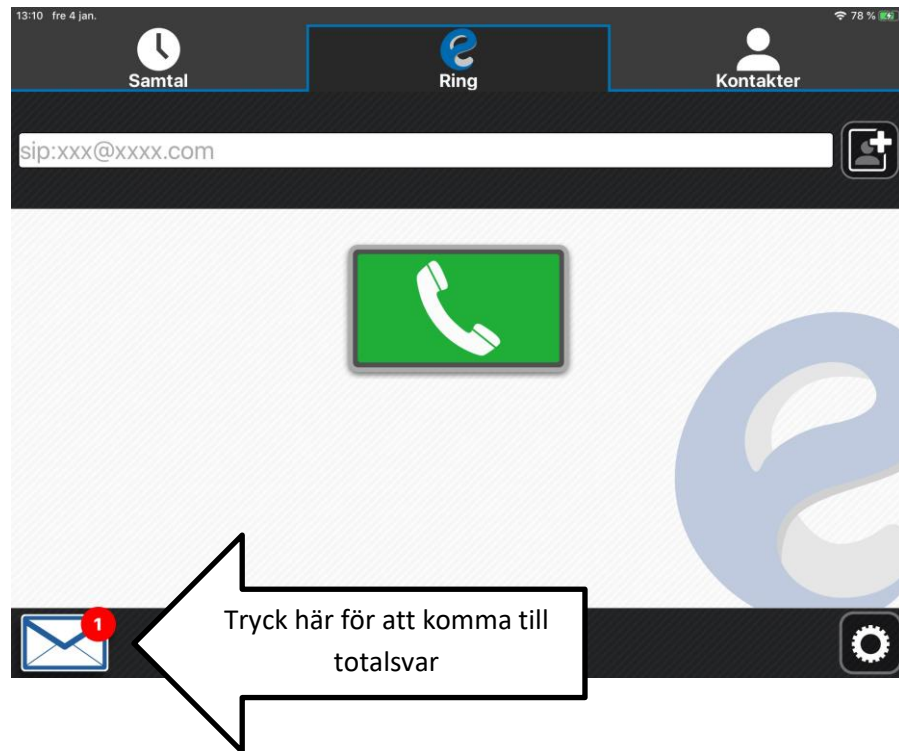 13:10 fre 4 jan.
78 %
Samtal
Ring
Kontakter
sip:xxx@xxxx.com
1
Tryck här för att komma till
totalsvar